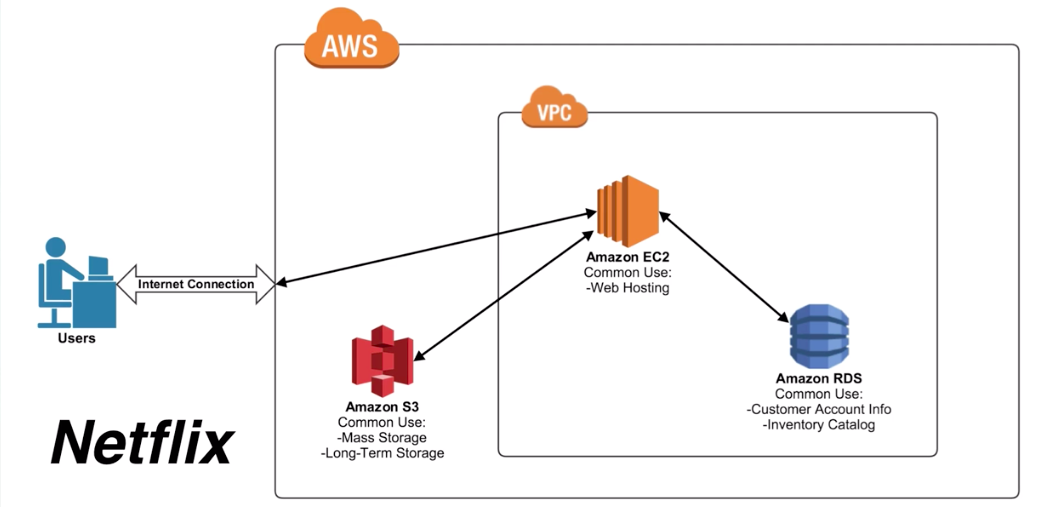 AWS
VPC
Amazon EC2
Common Use:
-Web Hosting
Internet Connection
Users
Amazon S3
Common Use:
-Mass Storage
-Long-Term Storage
Amazon RDS
Common Use:
-Customer Account Info
-Inventory Catalog
Netflix